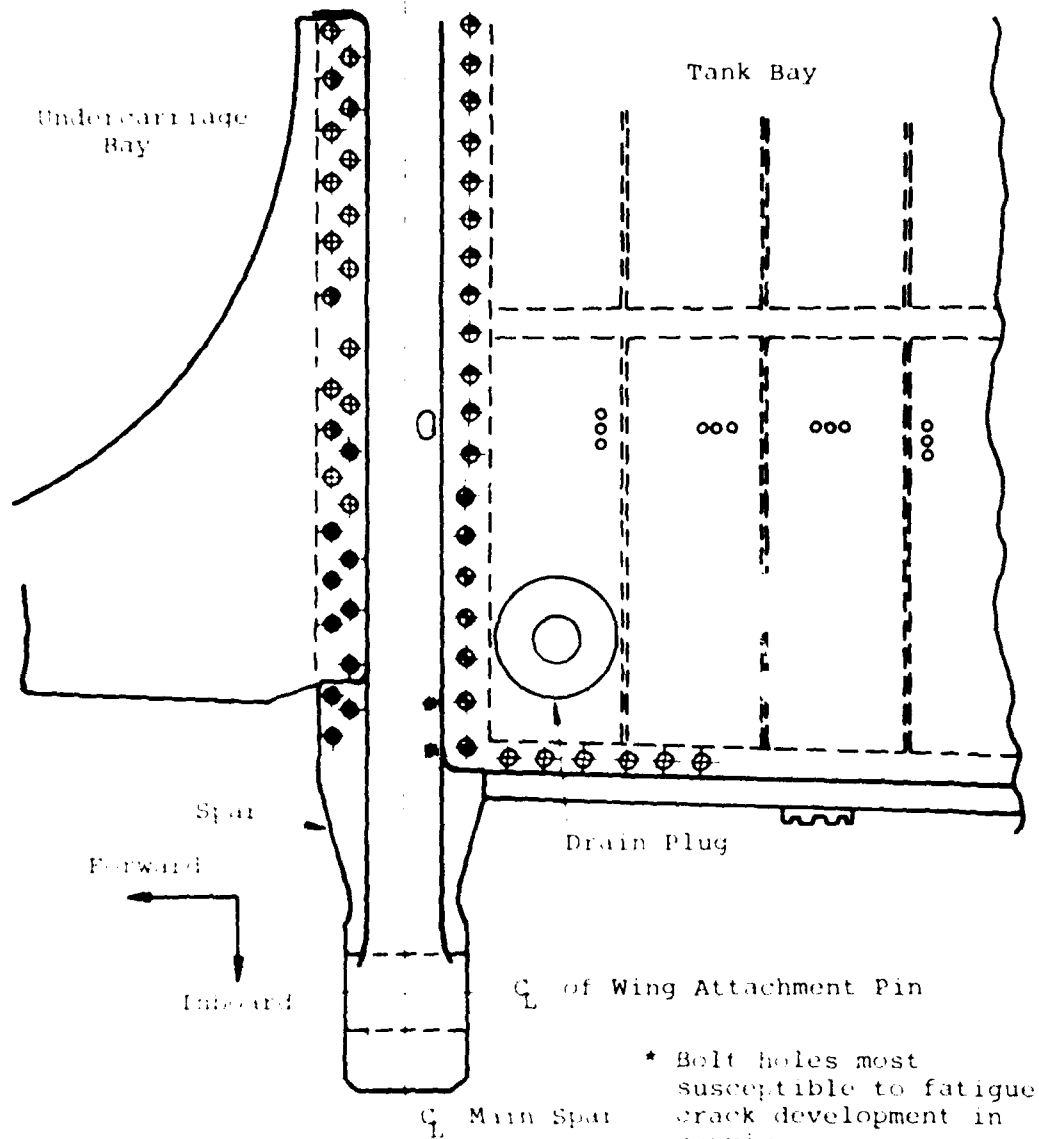 Tank Bay
Undercarriage
Bay
Spar
Drain Plug
Forward
Inboard
C L of Wing Attachment Pin
* Bolt holes most
susceptible to fatigue
C L Main Spar
crack development in